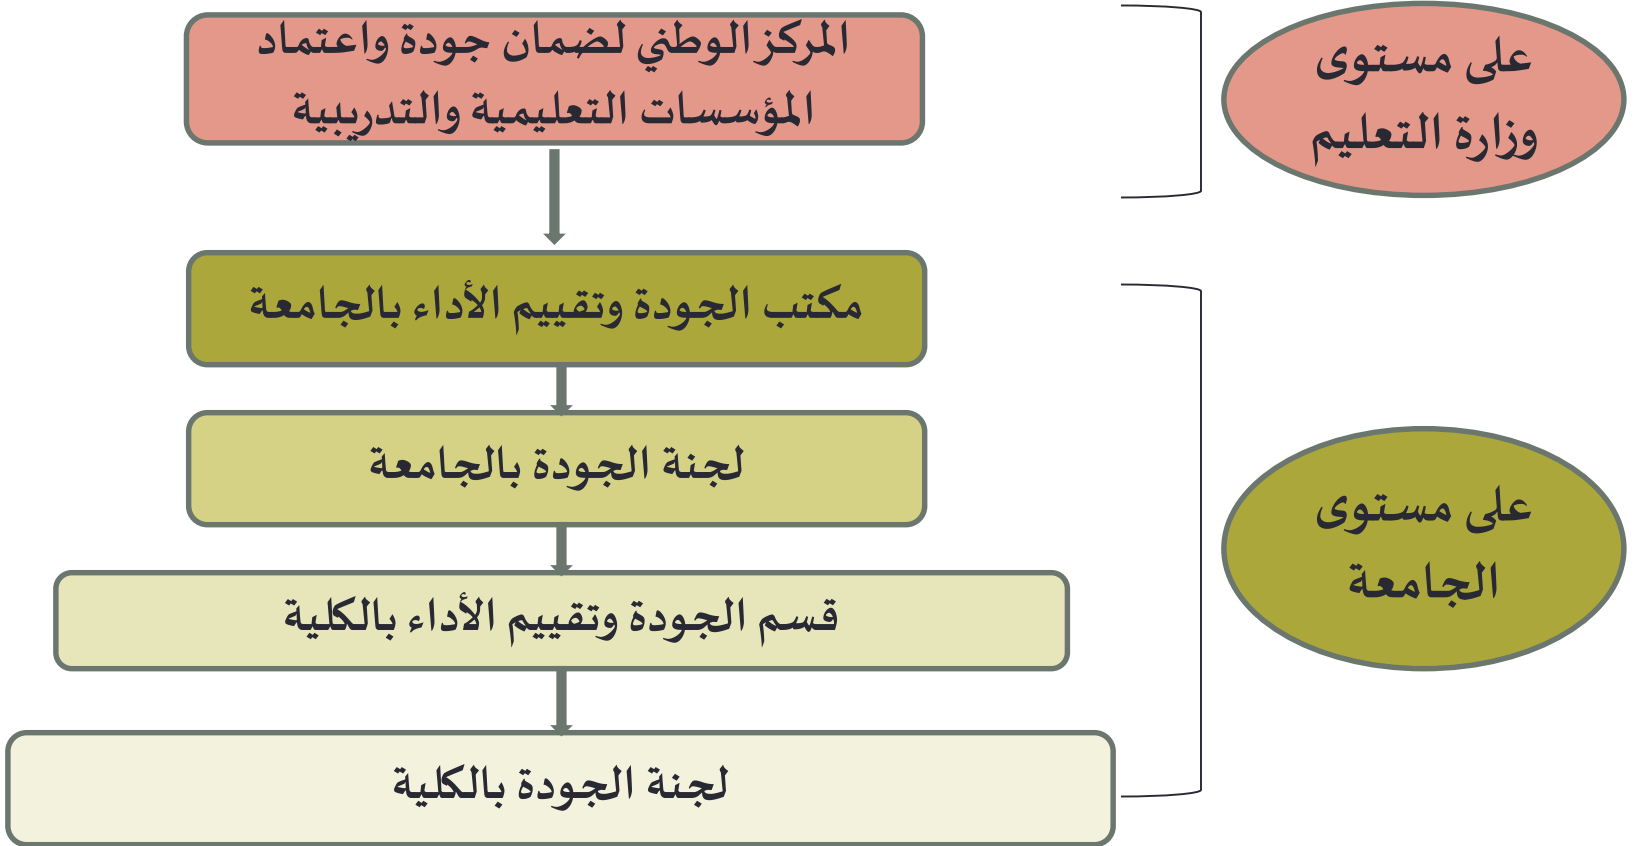 على مستوى
وزارة التعليم
المركز الوطني لضمان جودة واعتماد
المؤسسات التعليمية والتدريبية
على مستوى
الجامعة
مكتب الجودة وتقييم الأداء بالجامعة
لجنة الجودة بالجامعة
قسم الجودة وتقييم الأداء بالكلية
لجنة الجودة بالكلية